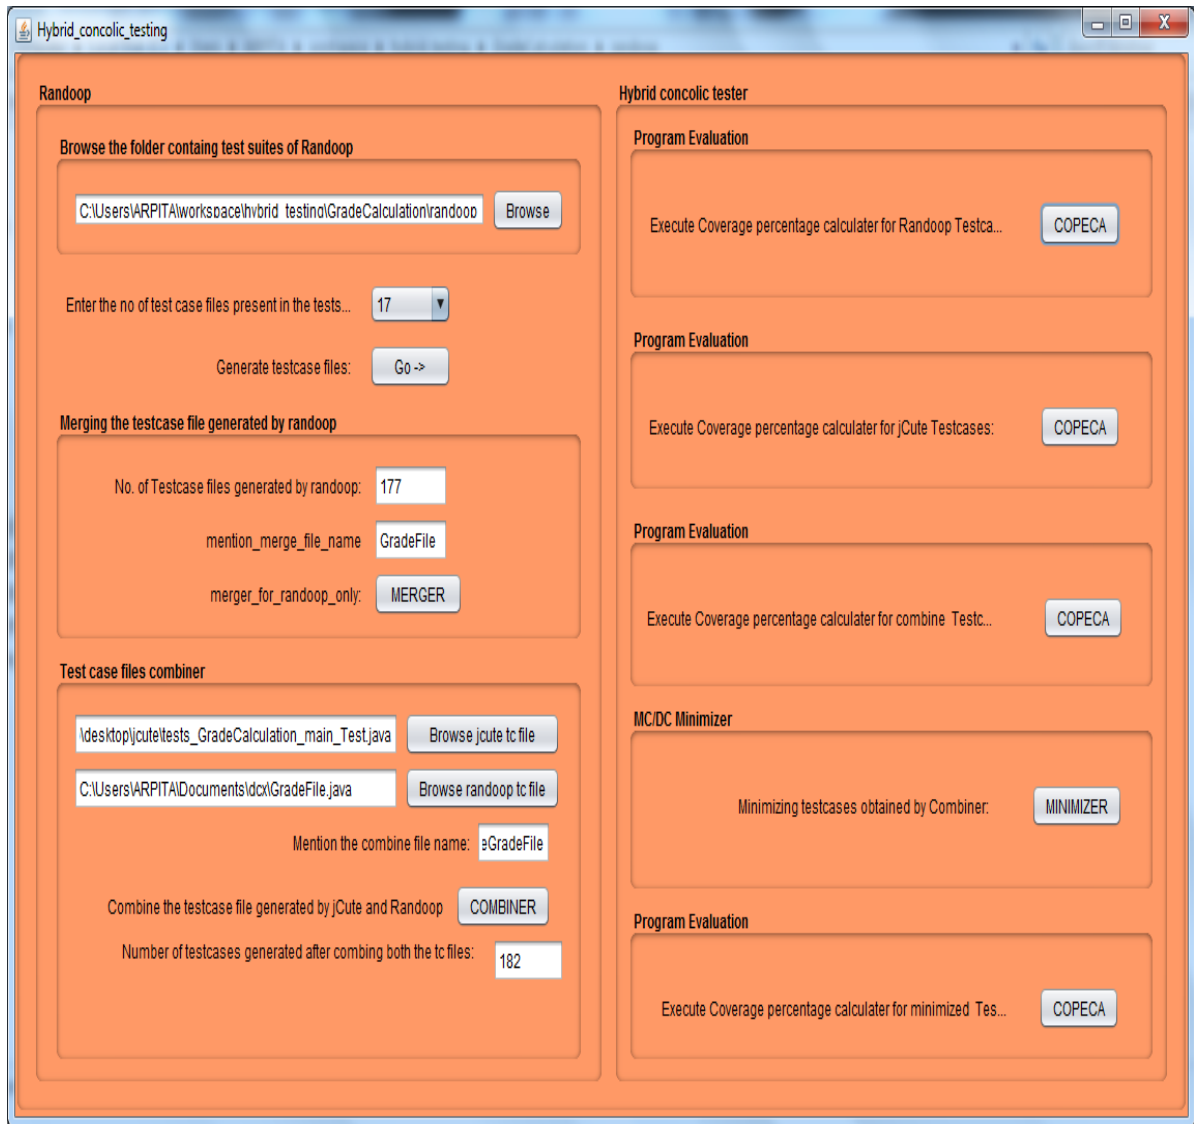 Hybrid_concolic_testing
Randoop
Browse the folder containg test suites of Randoop
C:\Users\ARPITA\workspace\hybrid_testing\GradeCalculation\randoop
Browse
Enter the no of test case files present in the tests...
17
Generate testcase files:
Go ->
Merging the testcase file generated by randoop
No. of Testcase files generated by randoop:
177
mention_merge_file_name
GradeFile
merger_for_randoop_only:
MERGER
Test case files combiner
\desktop\jcute\tests_GradeCalculation_main_Test.java
Browse jcute tc file
C:\Users\ARPITA\Documents\dcx\GradeFile.java
Browse randoop tc file
Mention the combine file name:
eGradeFile
Combine the testcase file generated by jCute and Randoop
COMBINER
Number of testcases generated after combing both the tc files:
182
Hybrid concolic tester
Program Evaluation
Execute Coverage percentage calculater for Randoop Testca...
COPECA
Program Evaluation
Execute Coverage percentage calculater for jCute Testcases:
COPECA
Program Evaluation
Execute Coverage percentage calculater for combine Testc...
COPECA
MC/DC Minimizer
Minimizing testcases obtained by Combiner:
MINIMIZER
Program Evaluation
Execute Coverage percentage calculater for minimized Tes...
COPECA